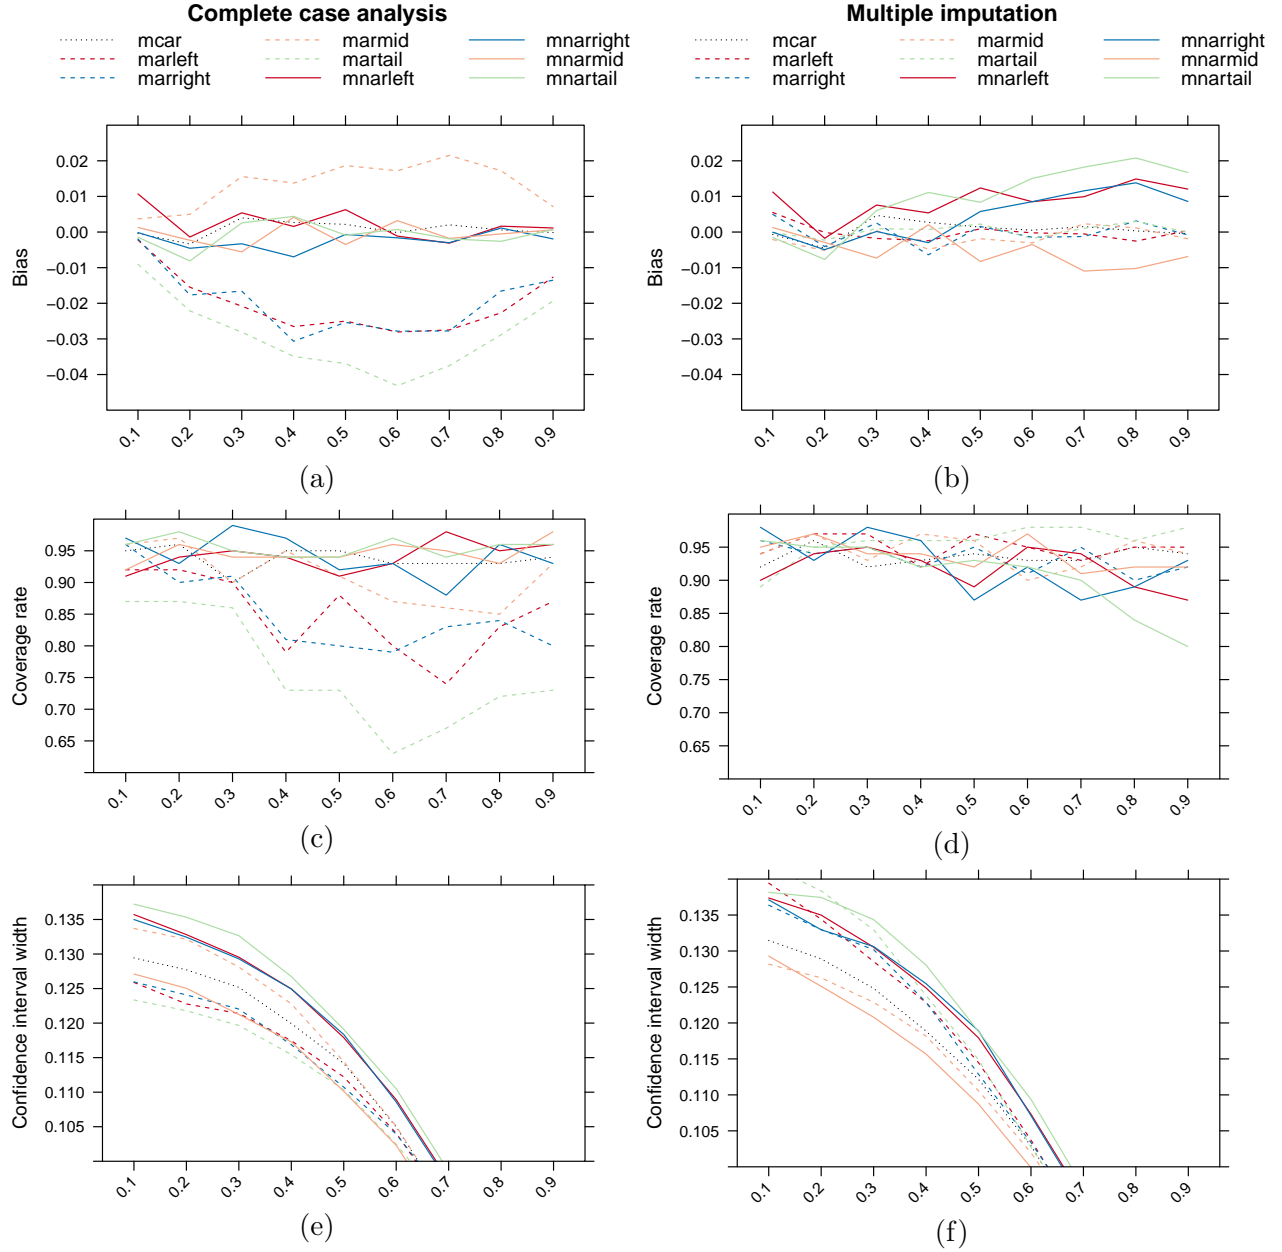 Complete case analysis
Multiple imputation
mcar marmid mnarright
marleft martail mnarmid
marright mnarleft mnartail
mcar marmid mnarright
marleft martail mnarmid
marright mnarleft mnartail
Bias
0.02
0.01
0.00
−0.01
−0.02
−0.03
−0.04
0.1 0.2 0.3 0.4 0.5 0.6 0.7 0.8 0.9
(a)
Bias
0.02
0.01
0.00
−0.01
−0.02
−0.03
−0.04
0.1 0.2 0.3 0.4 0.5 0.6 0.7 0.8 0.9
(b)
Coverage rate
0.95
0.90
0.85
0.80
0.75
0.70
0.65
0.1 0.2 0.3 0.4 0.5 0.6 0.7 0.8 0.9
(c)
Coverage rate
0.95
0.90
0.85
0.80
0.75
0.70
0.65
0.1 0.2 0.3 0.4 0.5 0.6 0.7 0.8 0.9
(d)
Confidence interval width
0.135
0.130
0.125
0.120
0.115
0.110
0.105
0.1 0.2 0.3 0.4 0.5 0.6 0.7 0.8 0.9
(e)
Confidence interval width
0.135
0.130
0.125
0.120
0.115
0.110
0.105
0.1 0.2 0.3 0.4 0.5 0.6 0.7 0.8 0.9
(f)